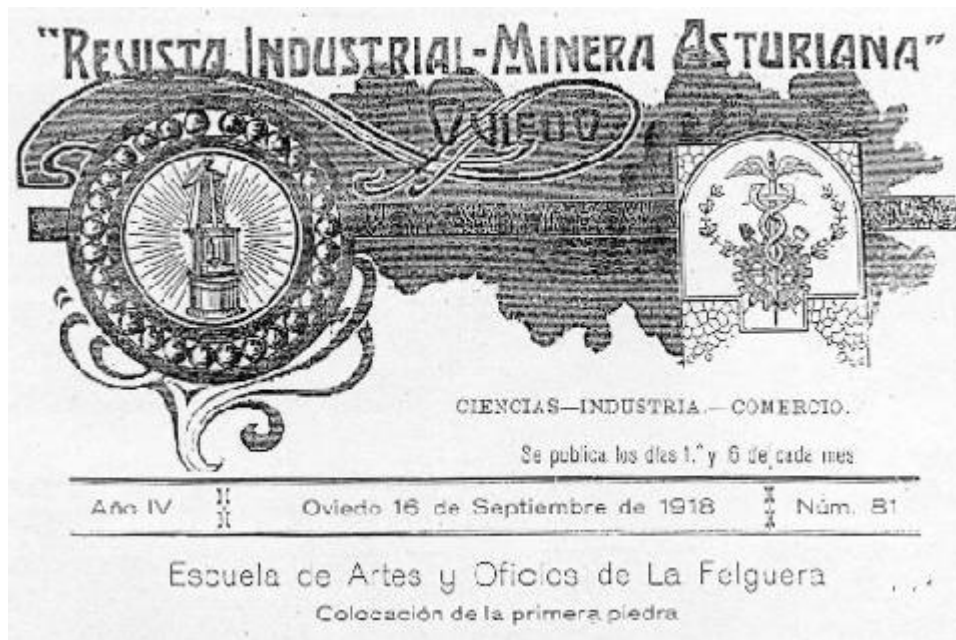 "REVISTA INDUSTRIAL-MINERA ASTURIANA"
OVIEDO
CIENCIAS—INDUSTRIA.—COMERCIO.
Se publica los días 1.º y 6 de cada mes
Año IV Oviedo 16 de Septiembre de 1918 Núm. 81
Escuela de Artes y Oficios de La Felguera
Colocación de la primera piedra